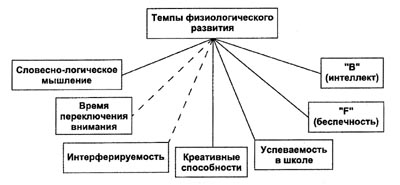 Темпы физиологического
развития
Словесно-логическое
мышление
"В"
(интеллект)
Время
переключения
внимания
"F"
(беспечность)
Интерферируемость
Креативные
способности
Успеваемость
в школе